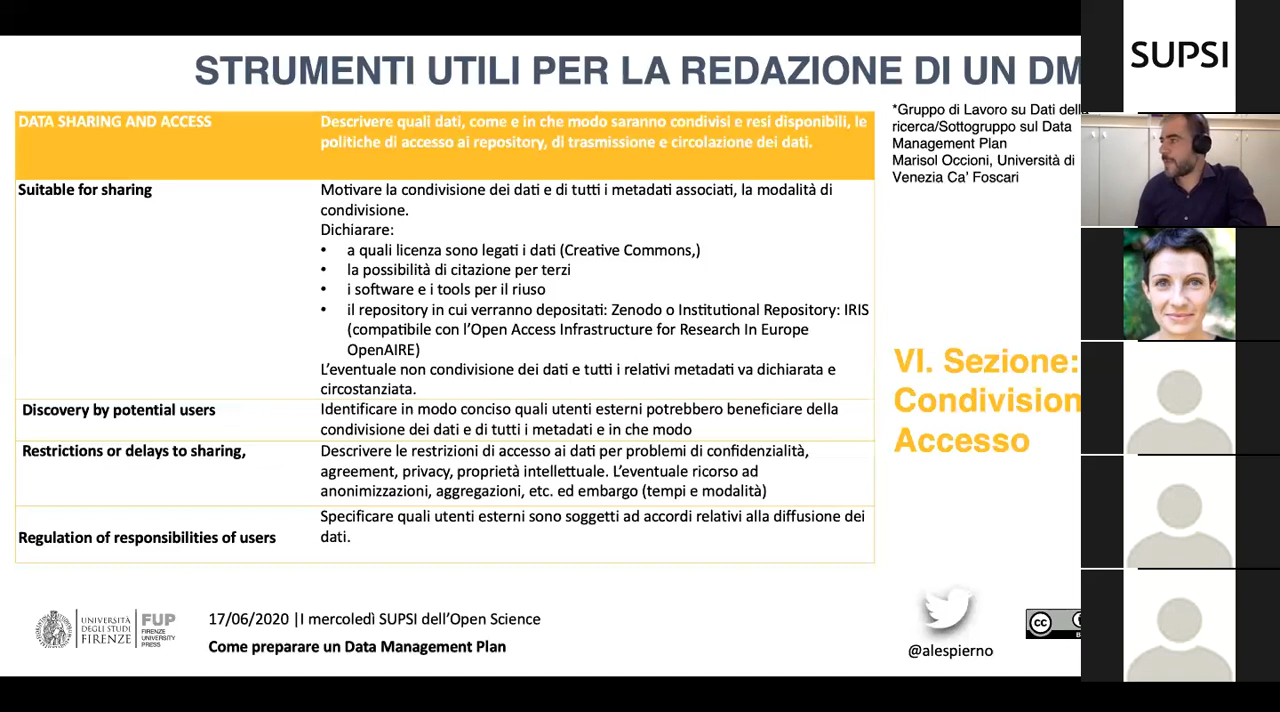 STRUMENTI UTILI PER LA REDAZIONE DI UN DM
DATA SHARING AND ACCESS
Descrivere quali dati, come e in che modo saranno condivisi e resi disponibili, le
politiche di accesso ai repository, di trasmissione e circolazione dei dati.
Suitable for sharing
Motivare la condivisione dei dati e di tutti i metadati associati, la modalità di
condivisione.
Dichiarare:
• a quali licenza sono legati i dati (Creative Commons,)
• la possibilità di citazione per terzi
• i software e i tools per il riuso
• il repository in cui verranno depositati: Zenodo o Institutional Repository: IRIS
(compatibile con l'Open Access Infrastructure for Research In Europe
OpenAIRE)
L'eventuale non condivisione dei dati e tutti i relativi metadati va dichiarata e
circostanziata.
Discovery by potential users
Identificare in modo conciso quali utenti esterni potrebbero beneficiare della
condivisione dei dati e di tutti i metadati e in che modo
Restrictions or delays to sharing,
Descrivere le restrizioni di accesso ai dati per problemi di confidenzialità,
agreement, privacy, proprietà intellettuale. L'eventuale ricorso ad
anonimizzazioni, aggregazioni, etc. ed embargo (tempi e modalità)
Regulation of responsibilities of users
Specificare quali utenti esterni sono soggetti ad accordi relativi alla diffusione dei
dati.
*Gruppo di Lavoro su Dati dell
ricerca/Sottogruppo sul Data
Management Plan
Marisol Occioni, Università di
Venezia Ca' Foscari
VI. Sezione:
Condivision
Accesso
UNIVERSITÀ
DEGLI STUDI
FIRENZE
FUP
FIRENZE
UNIVERSITY
PRESS
17/06/2020 |I mercoledì SUPSI dell'Open Science
Come preparare un Data Management Plan
@alespierno
CC
SUPSI